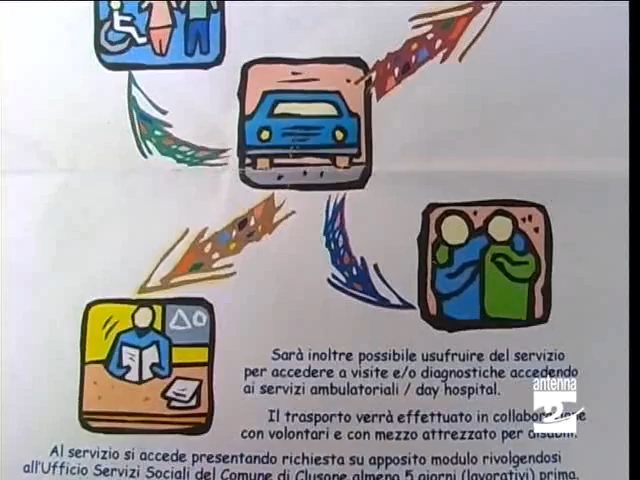 Sarà inoltre possibile usufruire del servizio
per accedere a visite e/o diagnostiche accedendo
ai servizi ambulatoriali / day hospital.
antenna
2
Il trasporto verrà effettuato in collaborazione
con volontari e con mezzo attrezzato per disabili.
Al servizio si accede presentando richiesta su apposito modulo rivolgendosi
all'Ufficio Servizi Sociali del Comune di Clusone almeno 5 giorni (lavorativi) prima.